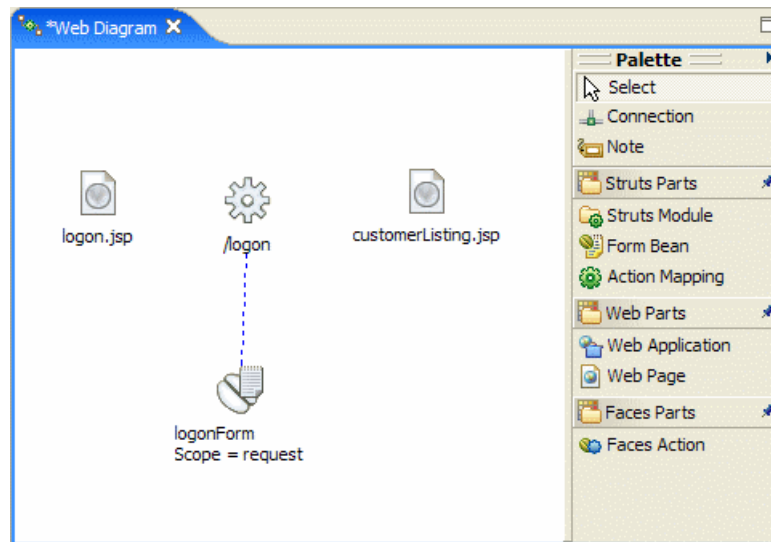 *Web Diagram
Palette
Select
Connection
Note
Struts Parts
Struts Module
Form Bean
Action Mapping
Web Parts
Web Application
Web Page
Faces Parts
Faces Action
logon.jsp
/logon
customerListing.jsp
logonForm
Scope = request